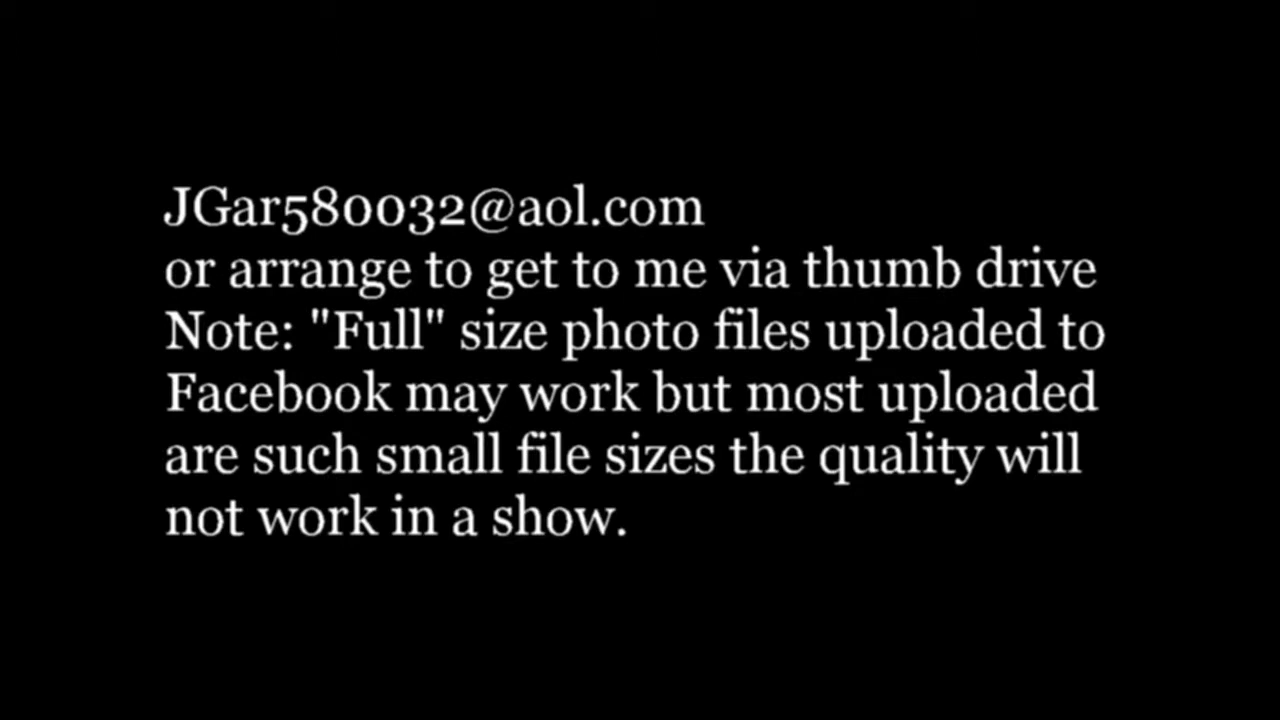 JGar580032@aol.com
or arrange to get to me via thumb drive
Note: "Full" size photo files uploaded to
Facebook may work but most uploaded
are such small file sizes the quality will
not work in a show.